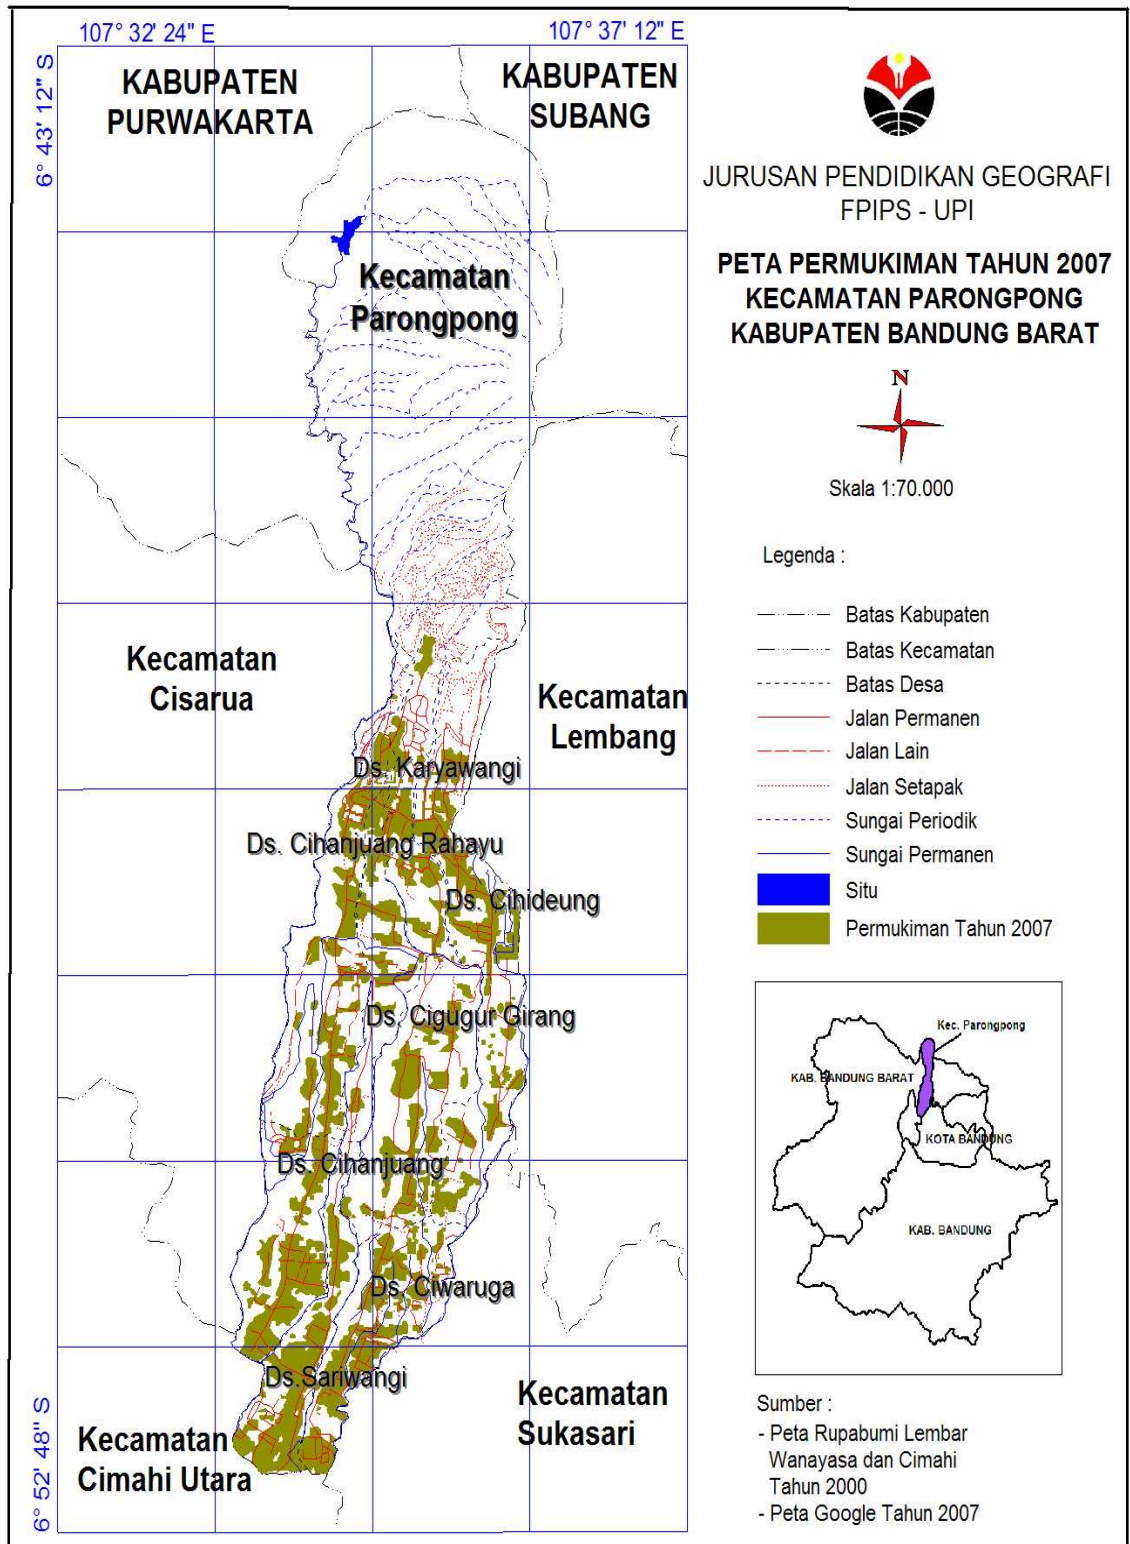 107° 32' 24" E
107° 37' 12" E
6° 43' 12" S
6° 52' 48" S
KABUPATEN
PURWAKARTA
KABUPATEN
SUBANG
Kecamatan
Parongpong
Kecamatan
Cisarua
Kecamatan
Lembang
Ds. Karyawangi
Ds. Cihanjuang Rahayu
Ds. Cihideung
Ds. Cigugur Girang
Ds. Cihanjuang
Ds. Ciwaruga
Ds.Sariwangi
Kecamatan
Sukasari
Kecamatan
Cimahi Utara
JURUSAN PENDIDIKAN GEOGRAFI
FPIPS - UPI
PETA PERMUKIMAN TAHUN 2007
KECAMATAN PARONGPONG
KABUPATEN BANDUNG BARAT
N
Skala 1:70.000
Legenda :
Batas Kabupaten
Batas Kecamatan
Batas Desa
Jalan Permanen
Jalan Lain
Jalan Setapak
Sungai Periodik
Sungai Permanen
Situ
Permukiman Tahun 2007
Kec. Parongpong
KAB. BANDUNG BARAT
KOTA BANDUNG
KAB. BANDUNG
Sumber :
- Peta Rupabumi Lembar
Wanayasa dan Cimahi
Tahun 2000
- Peta Google Tahun 2007